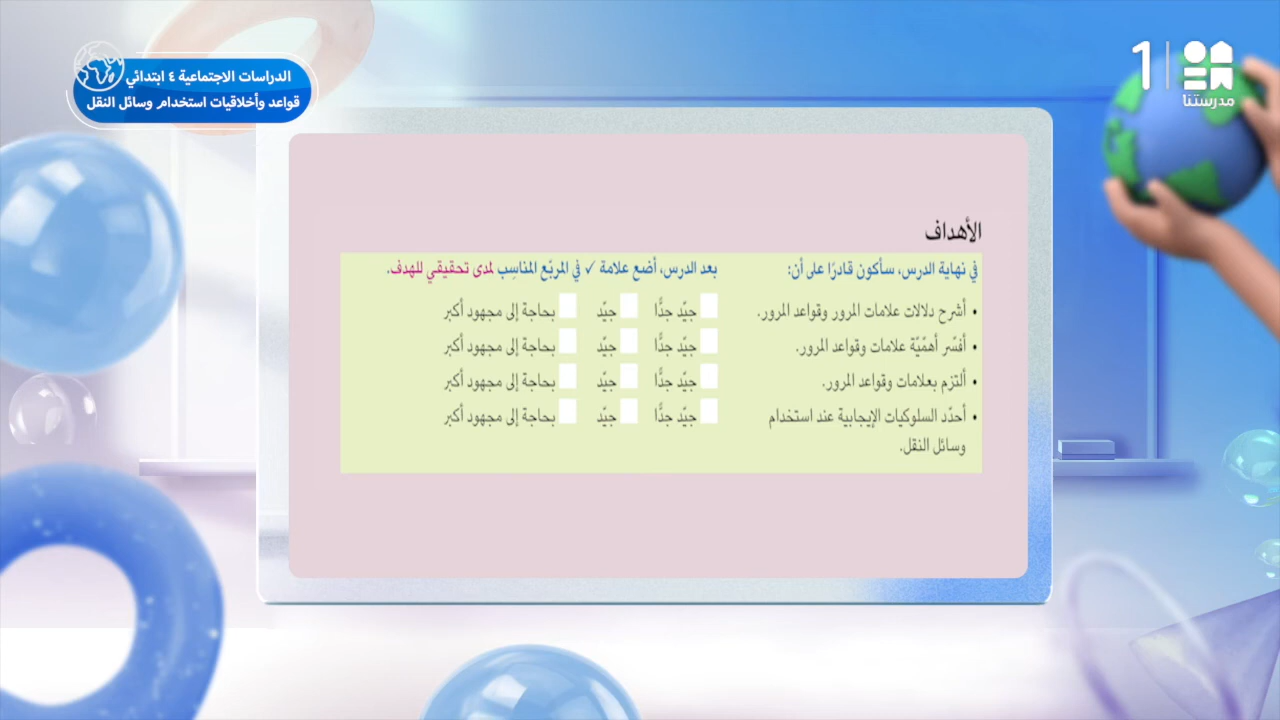 الدراسات الاجتماعية ٤ ابتدائي
قواعد وأخلاقيات استخدام وسائل النقل
1
مدرستنا
الأهداف
في نهاية الدرس، سأكون قادرًا على أن: بعد الدرس، أضع علامة ✓ في المربّع المناسِب لمدى تحقيقي للهدف.
• أشرح دلالات علامات المرور وقواعد المرور. جيّد جدًّا جيّد بحاجة إلى مجهود أكبر
• أفسّر أهمّيّة علامات وقواعد المرور. جيّد جدًّا جيّد بحاجة إلى مجهود أكبر
• ألتزم بعلامات وقواعد المرور. جيّد جدًّا جيّد بحاجة إلى مجهود أكبر
• أحدّد السلوكيات الإيجابية عند استخدام جيّد جدًّا جيّد بحاجة إلى مجهود أكبر
وسائل النقل.